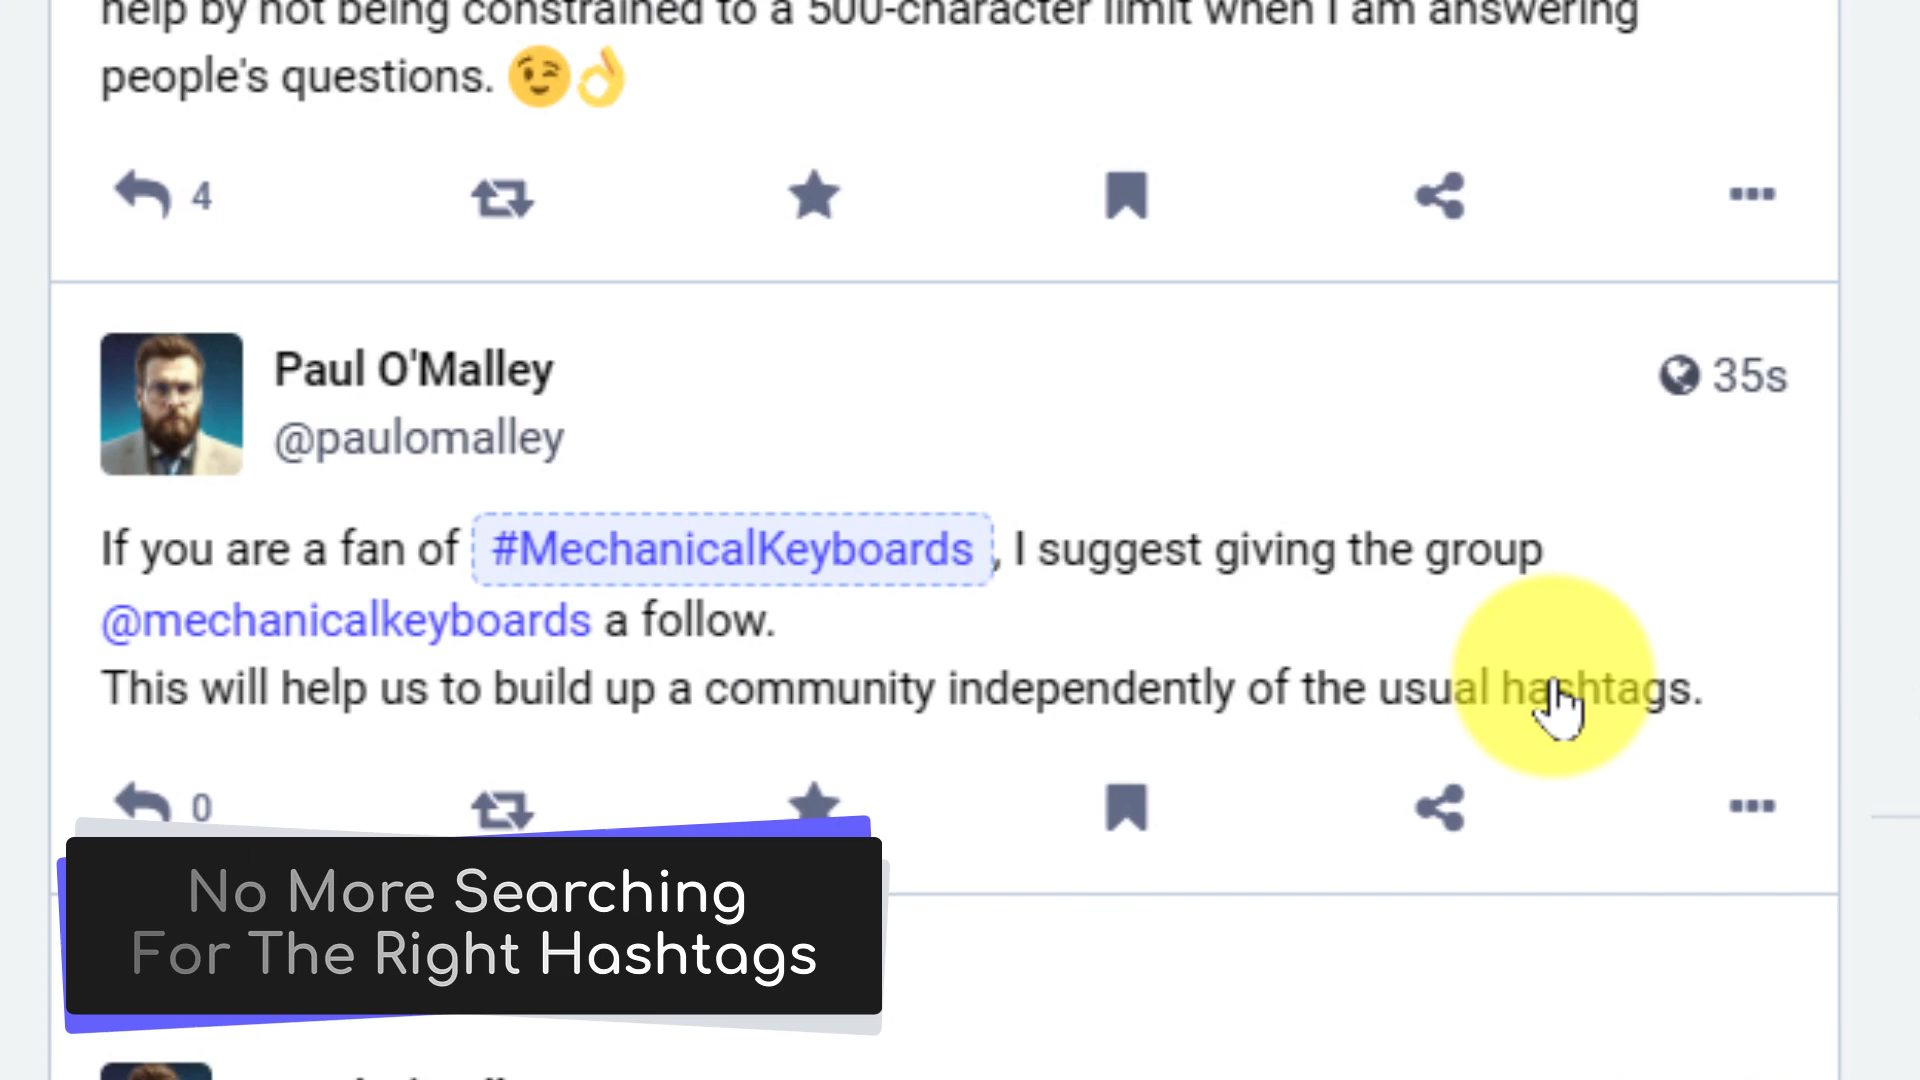 help by not being constrained to a 500-character limit when I am answering
people's questions. 😉👌
4
Paul O'Malley
35s
@paulomalley
If you are a fan of #MechanicalKeyboards, I suggest giving the group
@mechanicalkeyboards a follow.
This will help us to build up a community independently of the usual hashtags.
0
No More Searching
For The Right Hashtags